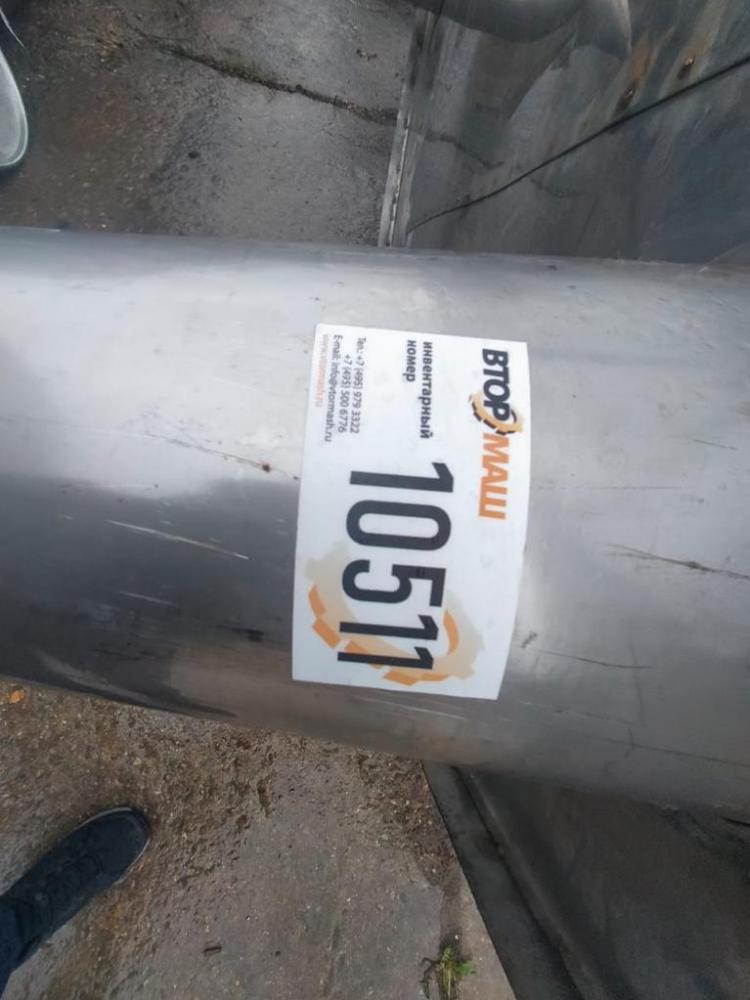 ВТОРМАШ
инвентарный
номер
10511
Тел.: +7 (495) 979 3322
+7 (495) 500 6776
E-mail: info@vtormash.ru
www.vtormash.ru